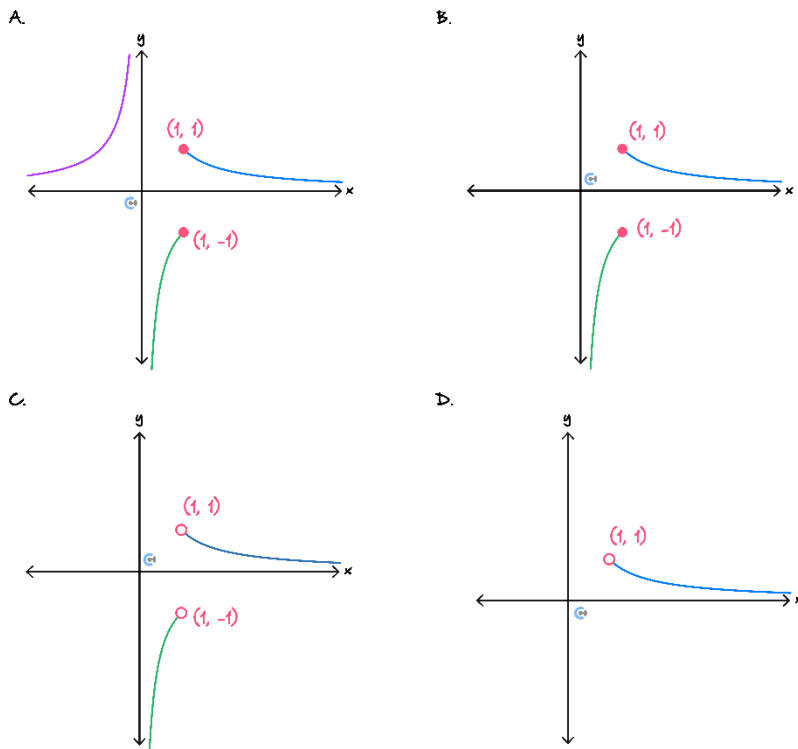 A.
y
(1, 1)
x
(1, -1)
B.
y
(1, 1)
x
(1, -1)
C.
y
(1, 1)
x
(1, -1)
D.
y
(1, 1)